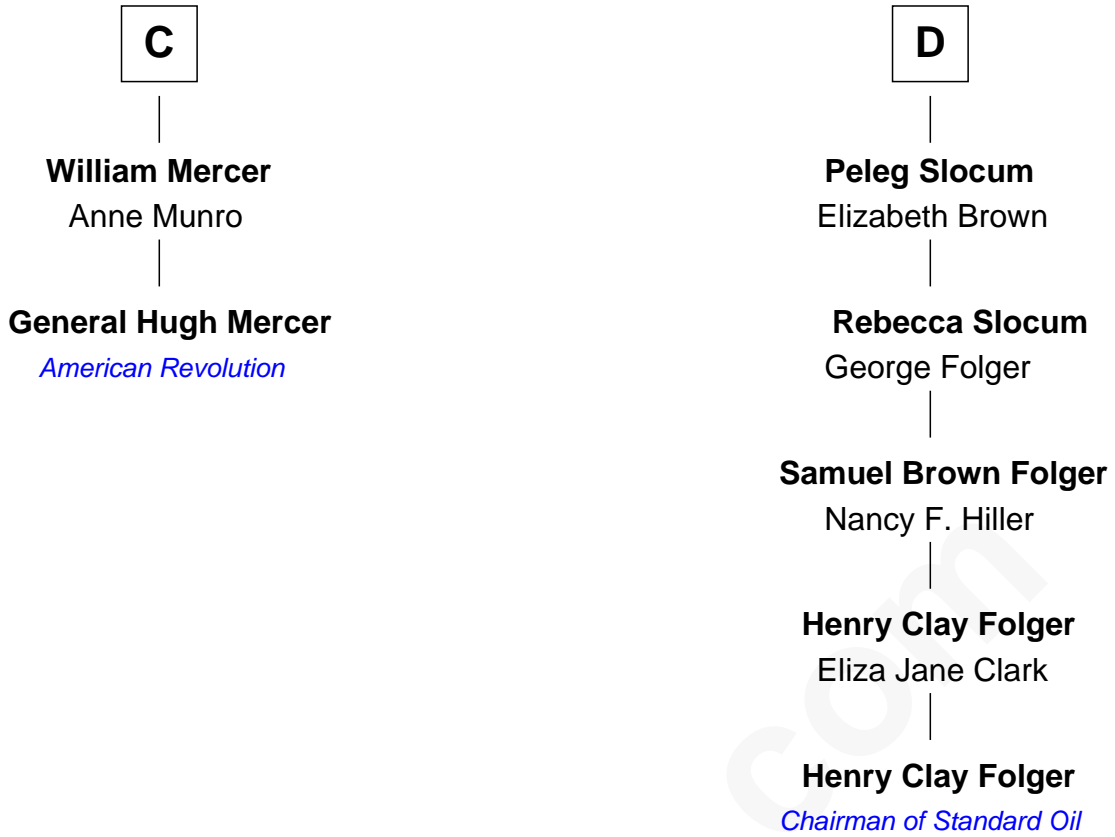 C
William Mercer
Anne Munro
General Hugh Mercer
American Revolution
D
Peleg Slocum
Elizabeth Brown
Rebecca Slocum
George Folger
Samuel Brown Folger
Nancy F. Hiller
Henry Clay Folger
Eliza Jane Clark
Henry Clay Folger
Chairman of Standard Oil
com